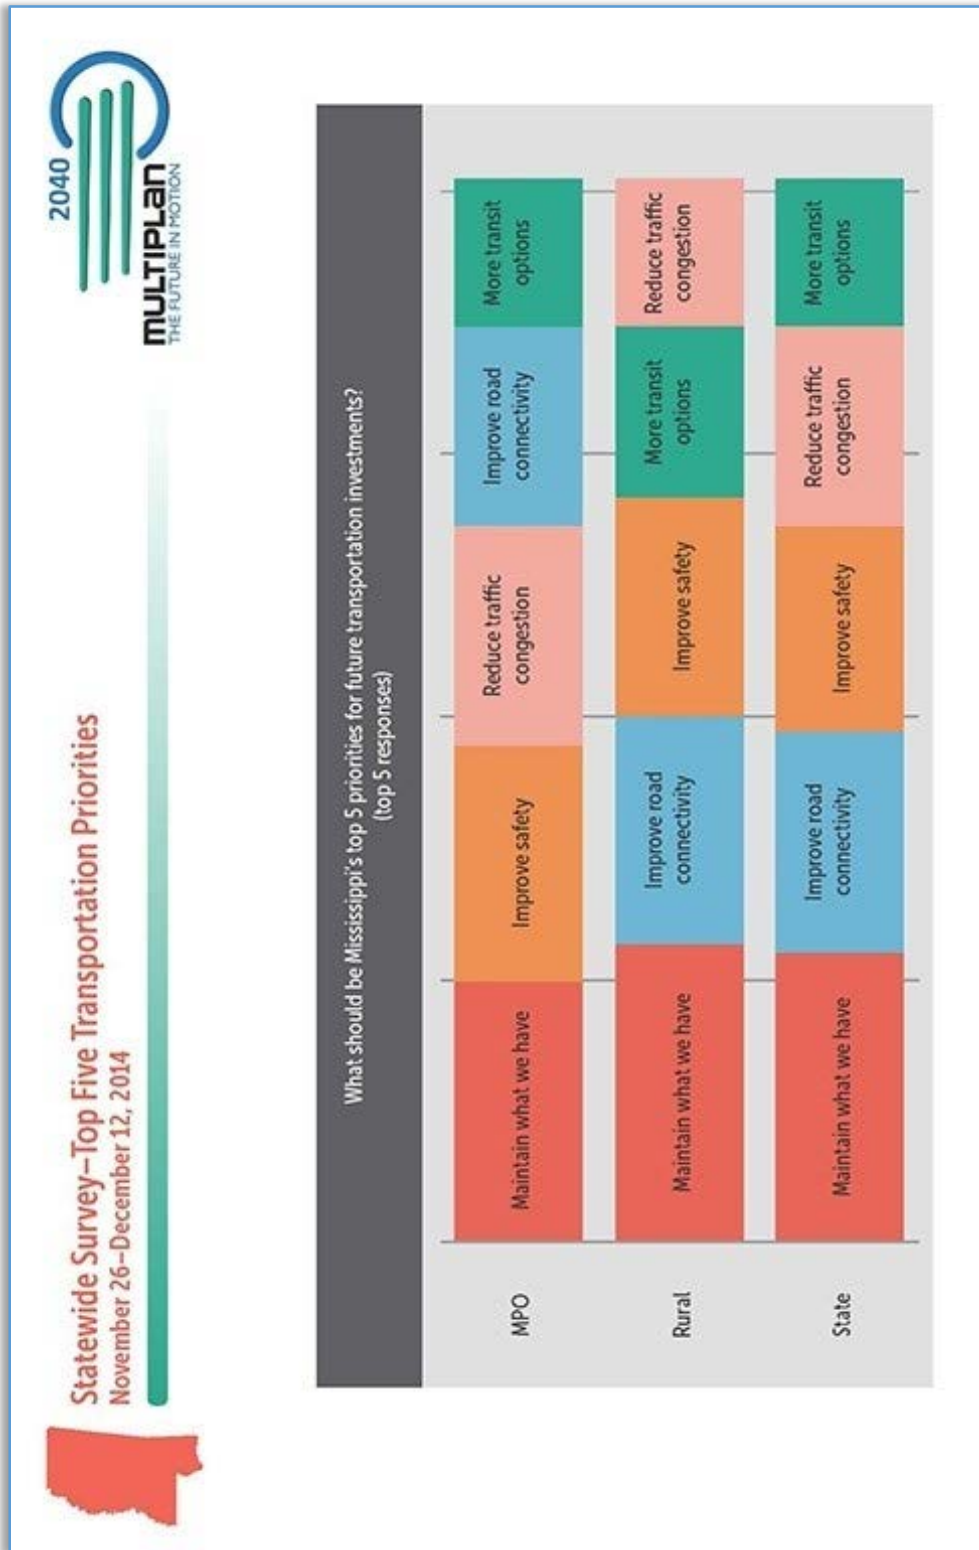 Statewide Survey–Top Five Transportation Priorities
November 26–December 12, 2014
2040
MULTIPLAN
THE FUTURE IN MOTION
What should be Mississippi's top 5 priorities for future transportation investments?
(top 5 responses)
MPO
Maintain what we have
Improve safety
Reduce traffic
congestion
Improve road
connectivity
More transit
options
Rural
Maintain what we have
Improve road
connectivity
Improve safety
More transit
options
Reduce traffic
congestion
State
Maintain what we have
Improve road
connectivity
Improve safety
Reduce traffic
congestion
More transit
options